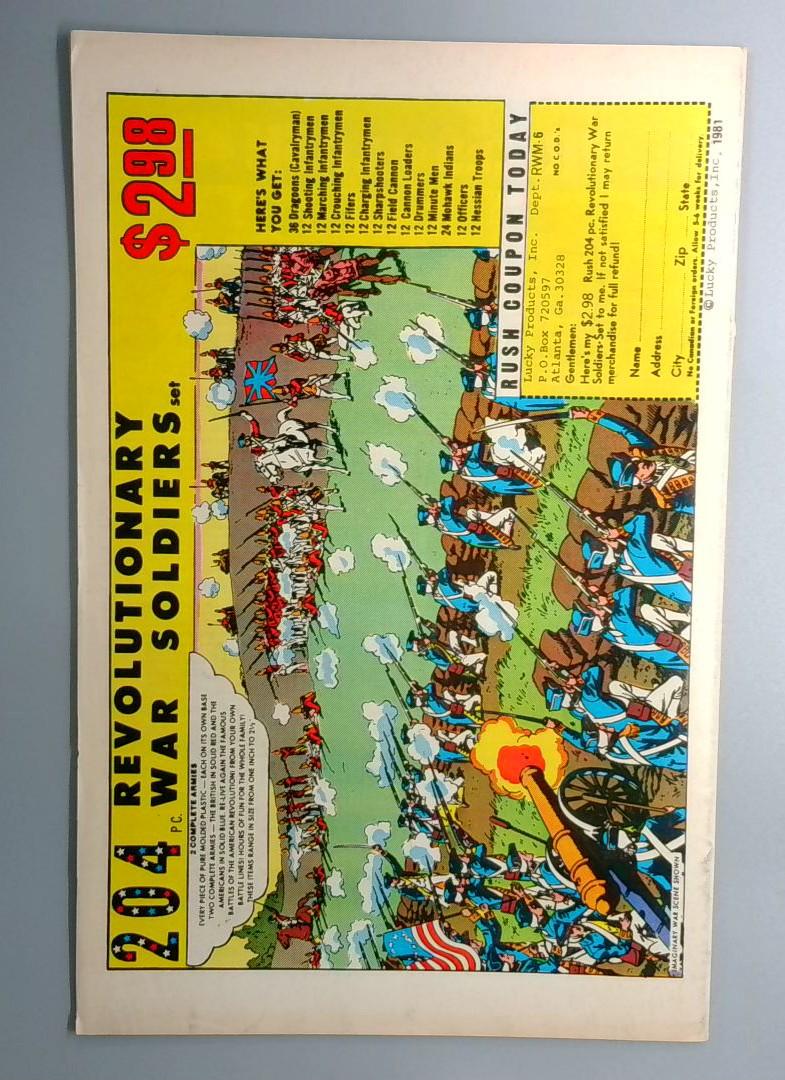 204 PC. REVOLUTIONARY
WAR SOLDIERS set
$2.98
2 COMPLETE ARMIES
EVERY PIECE OF PURE MOLDED PLASTIC — EACH ON ITS OWN BASE
TWO COMPLETE ARMIES — THE BRITISH IN SOLID RED AND THE
AMERICANS IN SOLID BLUE. RE-LIVE AGAIN THE FAMOUS
BATTLES OF THE AMERICAN REVOLUTION! FROM YOUR OWN
BATTLE LINES! HOURS OF FUN FOR THE WHOLE FAMILY!
THESE ITEMS RANGE IN SIZE FROM ONE INCH TO 2½
HERE'S WHAT
YOU GET:
36 Dragoons (Cavalryman)
12 Shooting Infantrymen
12 Marching Infantrymen
12 Crouching Infantrymen
12 Fifers
12 Charging Infantrymen
12 Sharpshooters
12 Field Cannon
12 Cannon Loaders
12 Drummers
12 Minute Men
24 Mohawk Indians
12 Officers
12 Hessian Troops
RUSH COUPON TODAY
Lucky Products, Inc. Dept. RWM-6
P.O.Box 720597
Atlanta, Ga.30328 NO C.O.D.'s
Gentlemen:
Here's my $2.98 Rush 204 pc. Revolutionary War
Soldiers Set to me. If not satisfied I may return
merchandise for full refund!
Name
Address
City Zip State
No Canadian or Foreign orders. Allow 5-6 weeks for delivery.
© Lucky Products, Inc. 1981
IMAGINARY WAR SCENE SHOWN